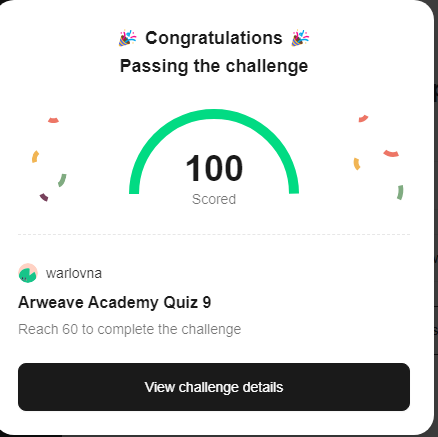 🎉 Congratulations 🎉
Passing the challenge
100
Scored
warlovna
Arweave Academy Quiz 9
Reach 60 to complete the challenge
View challenge details